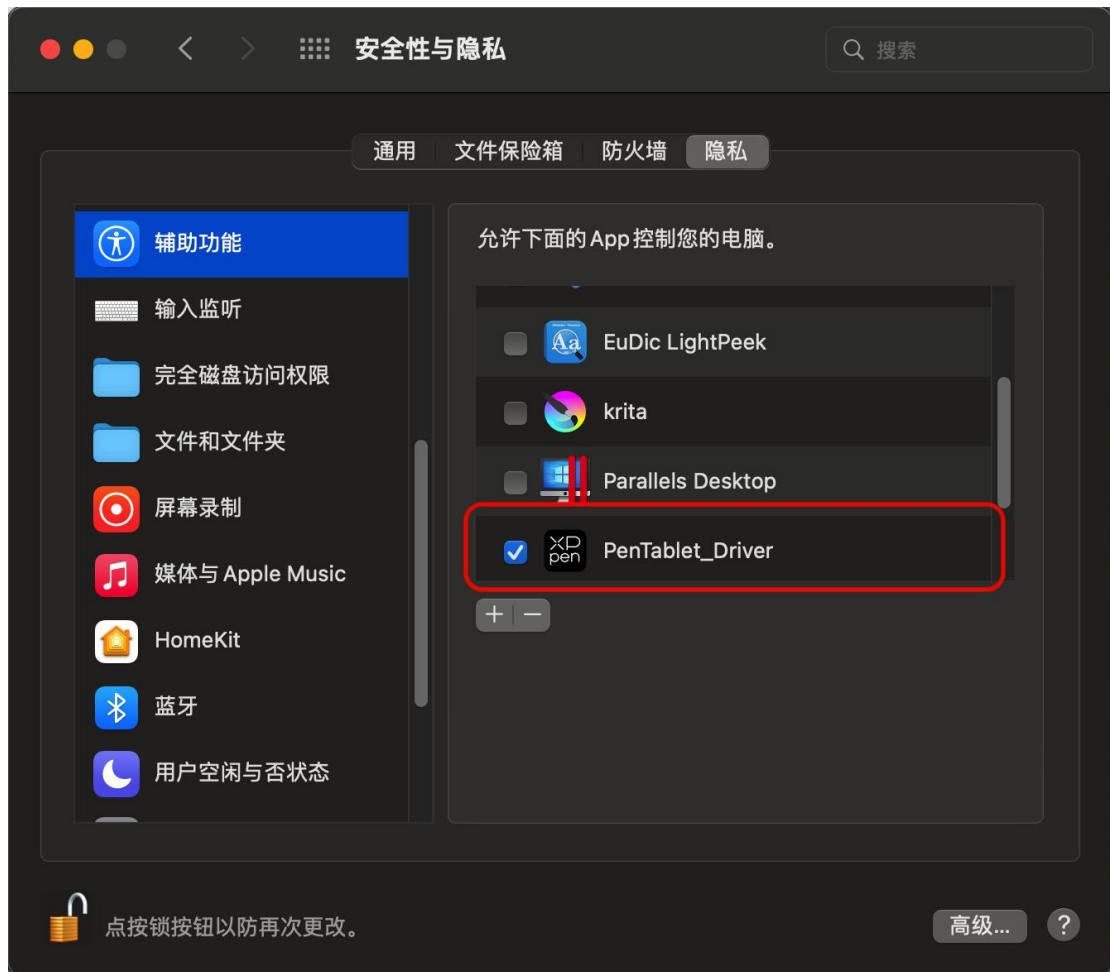 安全性与隐私
搜索
通用 文件保险箱 防火墙 隐私
辅助功能
输入监听
完全磁盘访问权限
文件和文件夹
屏幕录制
媒体与 Apple Music
HomeKit
蓝牙
用户空闲与否状态
允许下面的App控制您的电脑。
Aa EuDic LightPeek
krita
Parallels Desktop
XP pen PenTablet_Driver
+ −
点按锁按钮以防再次更改。
高级... ?